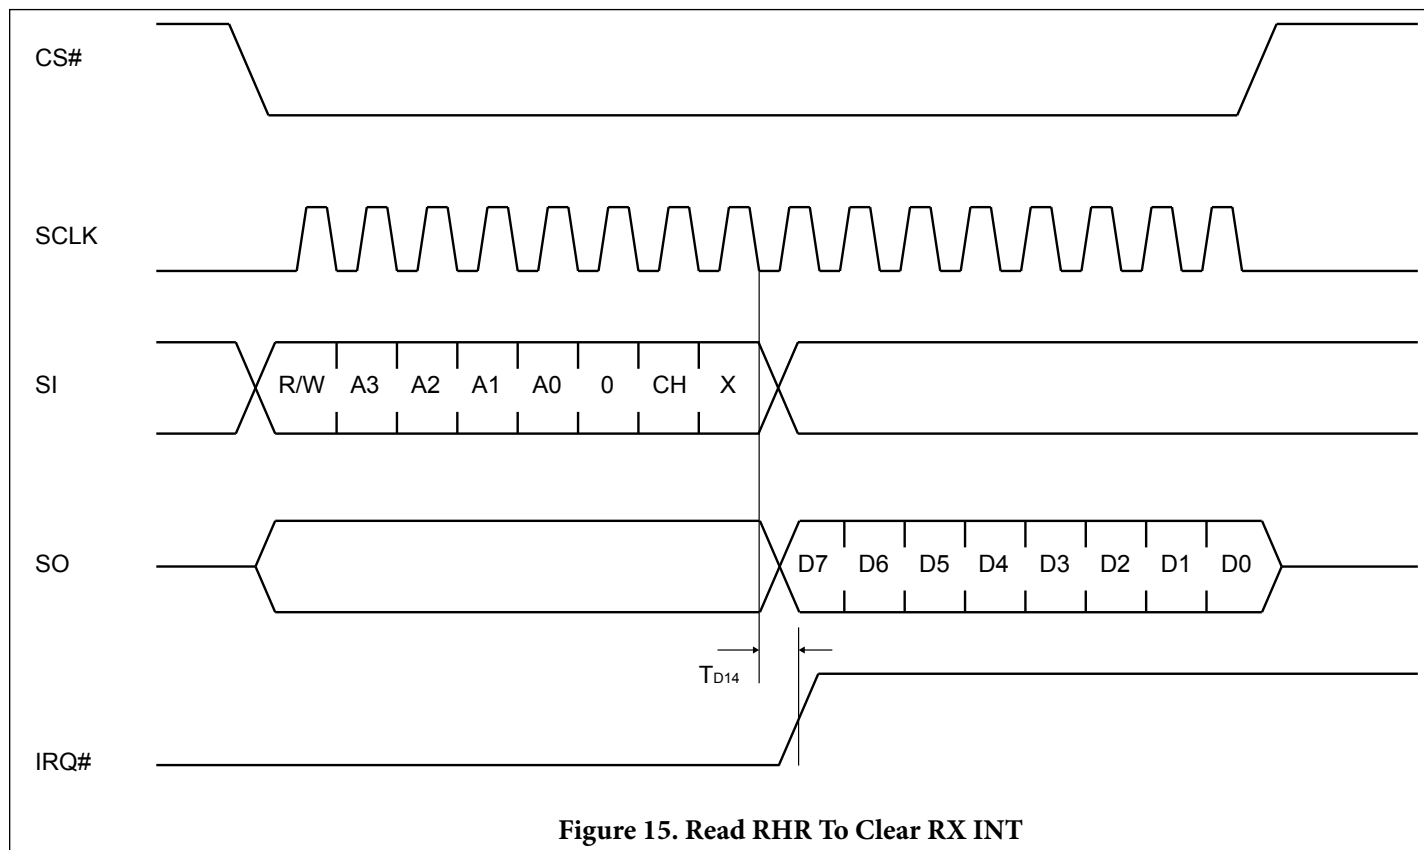 CS#
SCLK
SI R/W A3 A2 A1 A0 0 CH X
SO D7 D6 D5 D4 D3 D2 D1 D0
TD14
IRQ#
Figure 15. Read RHR To Clear RX INT